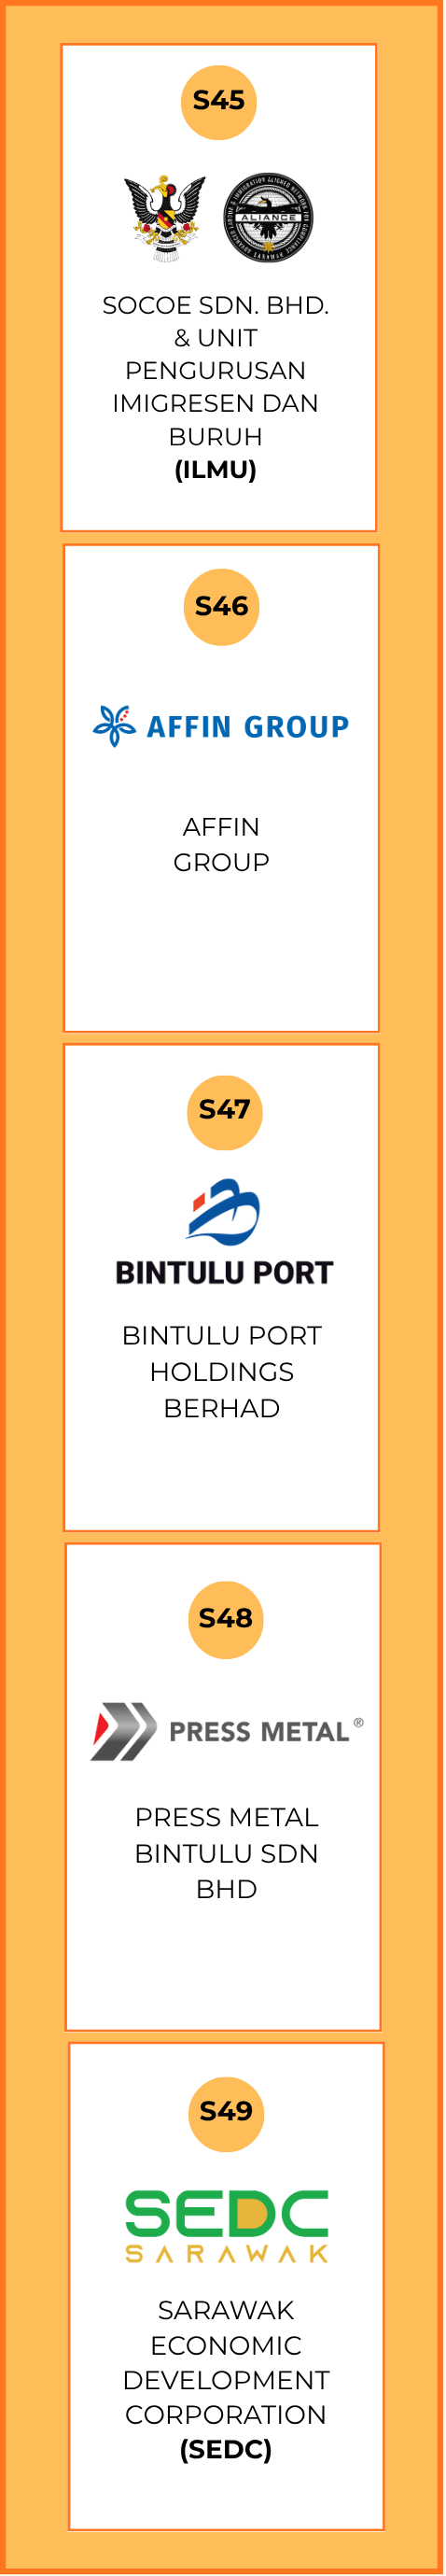 S45
ALIANCE
SOCOE SDN. BHD.
& UNIT
PENGURUSAN
IMIGRESEN DAN
BURUH
(ILMU)
S46
AFFIN GROUP
AFFIN
GROUP
S47
BINTULU PORT
BINTULU PORT
HOLDINGS
BERHAD
S48
PRESS METAL®
PRESS METAL
BINTULU SDN
BHD
S49
SEDC
SARAWAK
SARAWAK
ECONOMIC
DEVELOPMENT
CORPORATION
(SEDC)